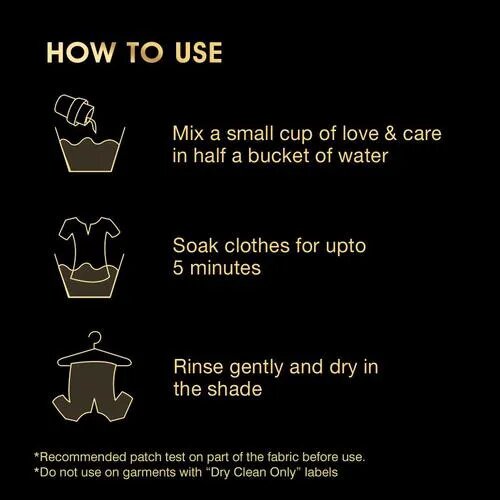 HOW TO USE
Mix a small cup of love & care
in half a bucket of water
Soak clothes for upto
5 minutes
Rinse gently and dry in
the shade
*Recommended patch test on part of the fabric before use.
*Do not use on garments with “Dry Clean Only” labels